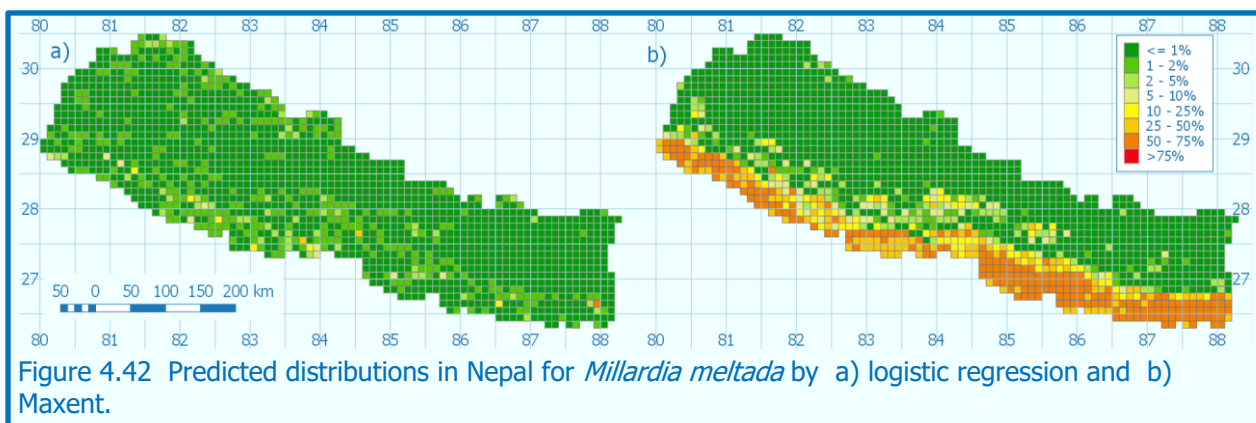 80 81 82 83 84 85 86 87 88 80 81 82 83 84 85 86 87 88
a) b)
<= 1%
1 - 2%
2 - 5%
5 - 10%
10 - 25%
25 - 50%
50 - 75%
>75%
30 30
29 29
28 28
27 27
50 0 50 100 150 200 km
80 81 82 83 84 85 86 87 88 80 81 82 83 84 85 86 87 88
Figure 4.42 Predicted distributions in Nepal for Millardia meltada by a) logistic regression and b)
Maxent.